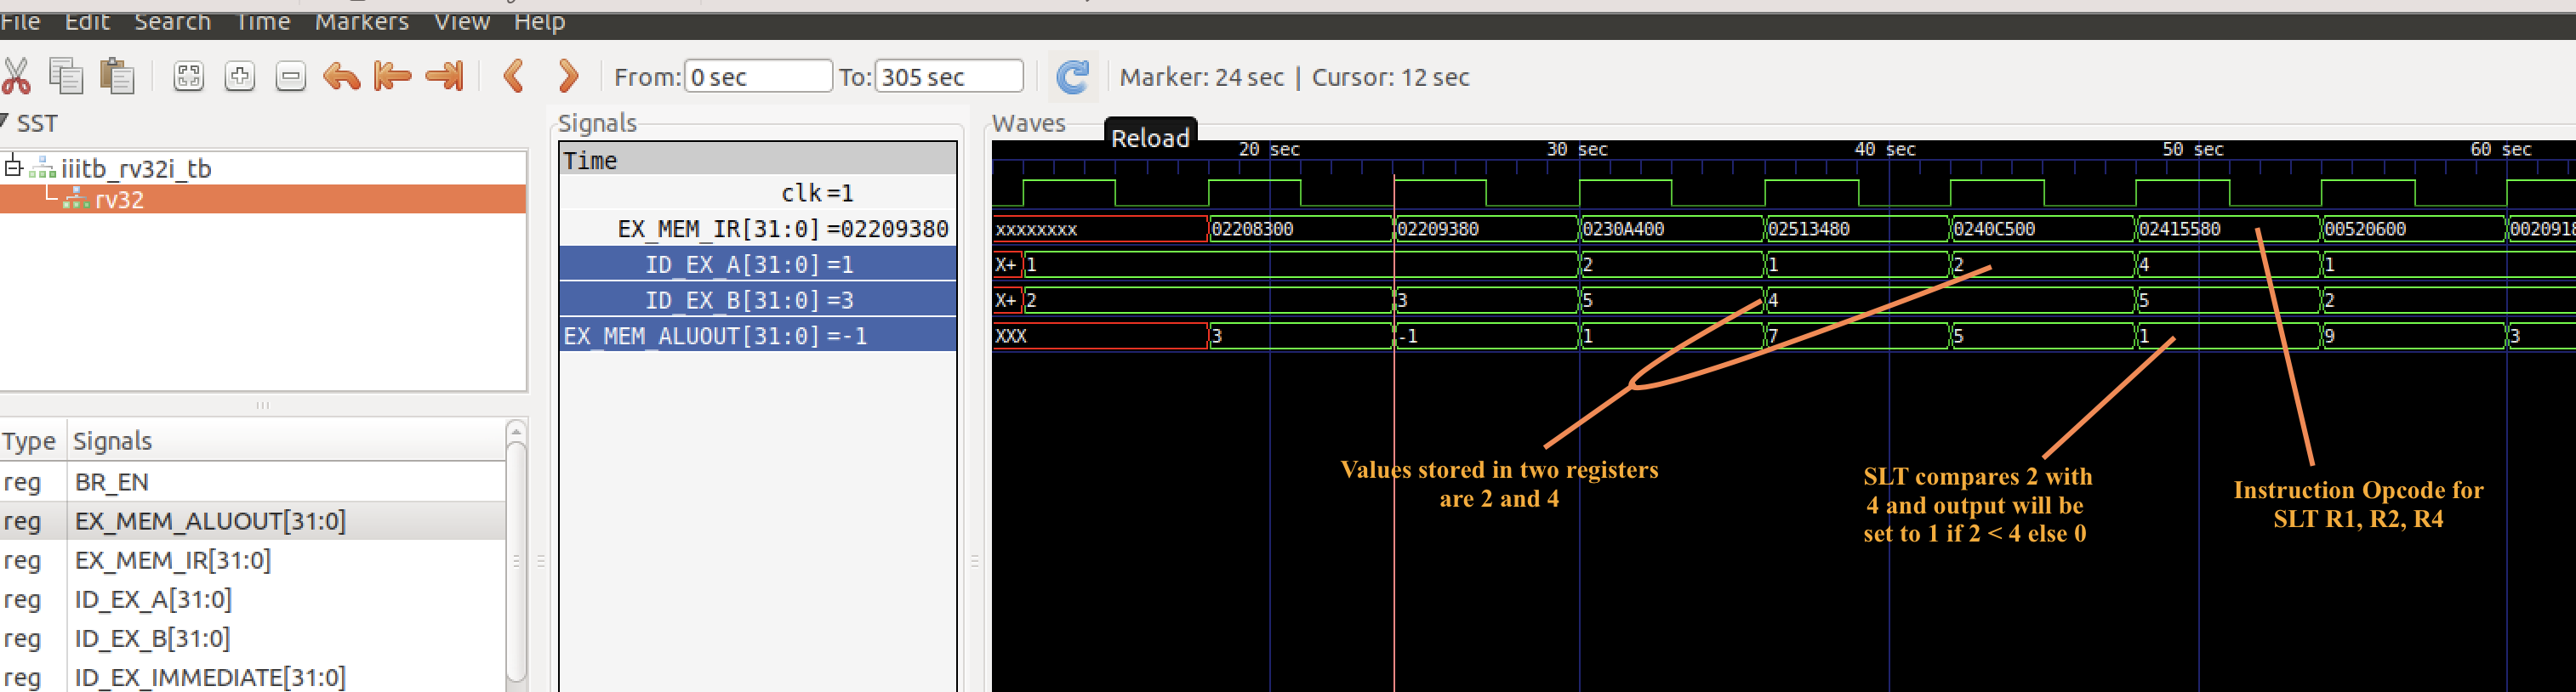 File Edit Search Time Markers View Help
From: 0 sec To: 305 sec Marker: 24 sec | Cursor: 12 sec
SST
iiitb_rv32i_tb
rv32
Type Signals
reg BR_EN
reg EX_MEM_ALUOUT[31:0]
reg EX_MEM_IR[31:0]
reg ID_EX_A[31:0]
reg ID_EX_B[31:0]
reg ID_EX_IMMEDIATE[31:0]
Signals
Time
clk =1
EX_MEM_IR[31:0] =02209380
ID_EX_A[31:0] =1
ID_EX_B[31:0] =3
EX_MEM_ALUOUT[31:0] =-1
Waves
Reload
20 sec 30 sec 40 sec 50 sec 60 sec
xxxxxxxx 02208300 02209380 0230A400 02513480 0240C500 02415580 00520600 0020918
X+ 1 2 1 2 4 1
X+ 2 3 5 4 5 2
XXX 3 -1 1 7 5 1 9 3
Values stored in two registers
are 2 and 4
SLT compares 2 with
4 and output will be
set to 1 if 2 < 4 else 0
Instruction Opcode for
SLT R1, R2, R4